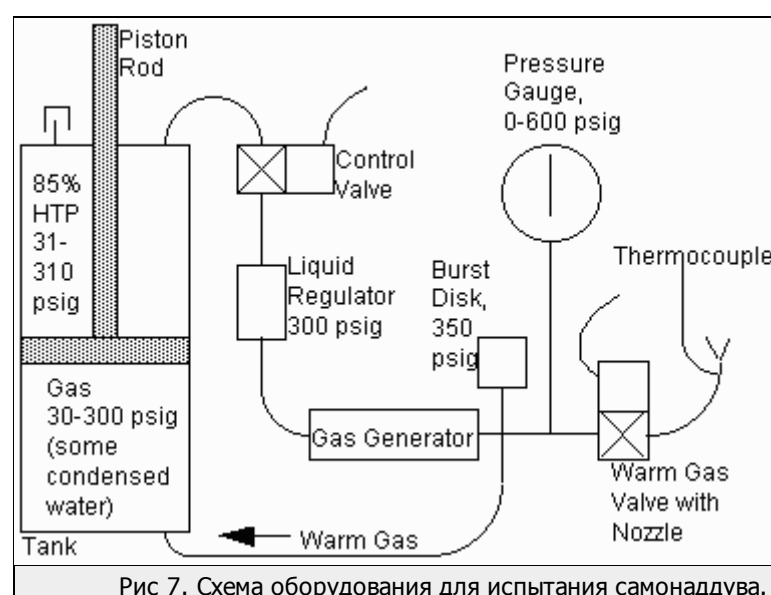 Piston
Rod
Pressure
Gauge,
0-600 psig
Control
Valve
85%
HTP
31-
310
psig
Liquid
Regulator
300 psig
Burst
Disk,
350
psig
Thermocouple
Gas
30-300 psig
(some
condensed
water)
Gas Generator
Warm Gas
Valve with
Nozzle
Tank
Warm Gas
Рис 7. Схема оборудования для испытания самонаддува.